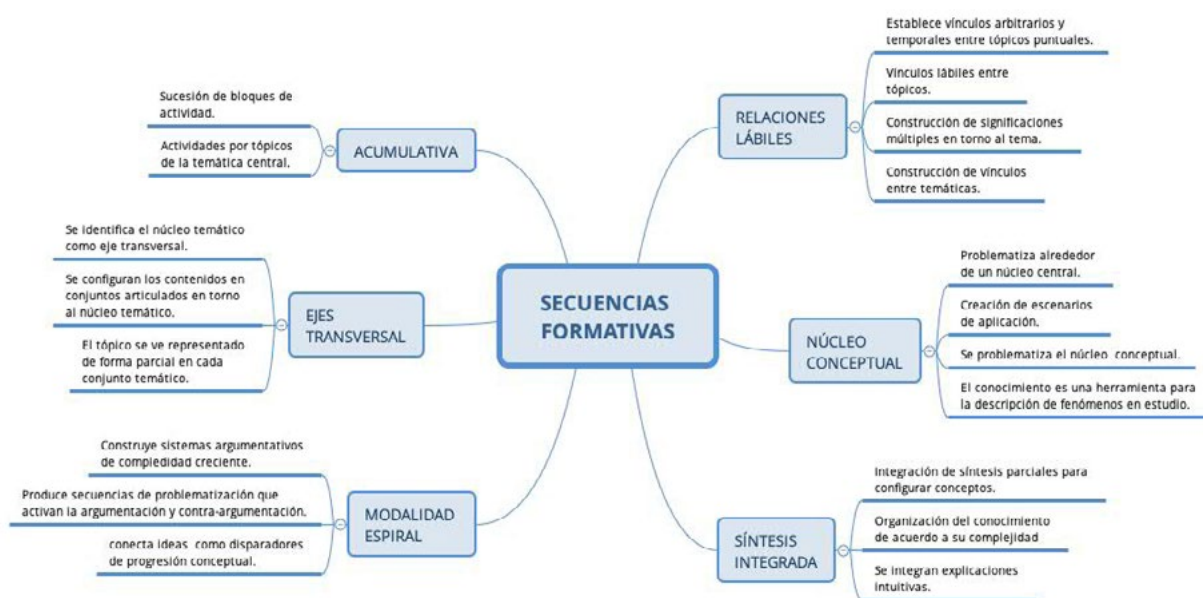 SECUENCIAS
FORMATIVAS
ACUMULATIVA
Sucesión de bloques de
actividad.
Actividades por tópicos
de la temática central.
EJES
TRANSVERSAL
Se identifica el núcleo temático
como eje transversal.
Se configuran los contenidos en
conjuntos articulados en torno
al núcleo temático.
El tópico se ve representado
de forma parcial en cada
conjunto temático.
MODALIDAD
ESPIRAL
Construye sistemas argumentativos
de compledidad creciente.
Produce secuencias de problematización que
activan la argumentación y contra-argumentación.
conecta ideas como disparadores
de progresión conceptual.
RELACIONES
LÁBILES
Establece vínculos arbitrarios y
temporales entre tópicos puntuales.
Vínculos lábiles entre
tópicos.
Construcción de significaciones
múltiples en torno al tema.
Construcción de vínculos
entre temáticas.
NÚCLEO
CONCEPTUAL
Problematiza alrededor
de un núcleo central.
Creación de escenarios
de aplicación.
Se problematiza el núcleo conceptual.
El conocimiento es una herramienta para
la descripción de fenómenos en estudio.
SÍNTESIS
INTEGRADA
Integración de síntesis parciales para
configurar conceptos.
Organización del conocimiento
de acuerdo a su complejidad
Se integran explicaciones
intuitivas.